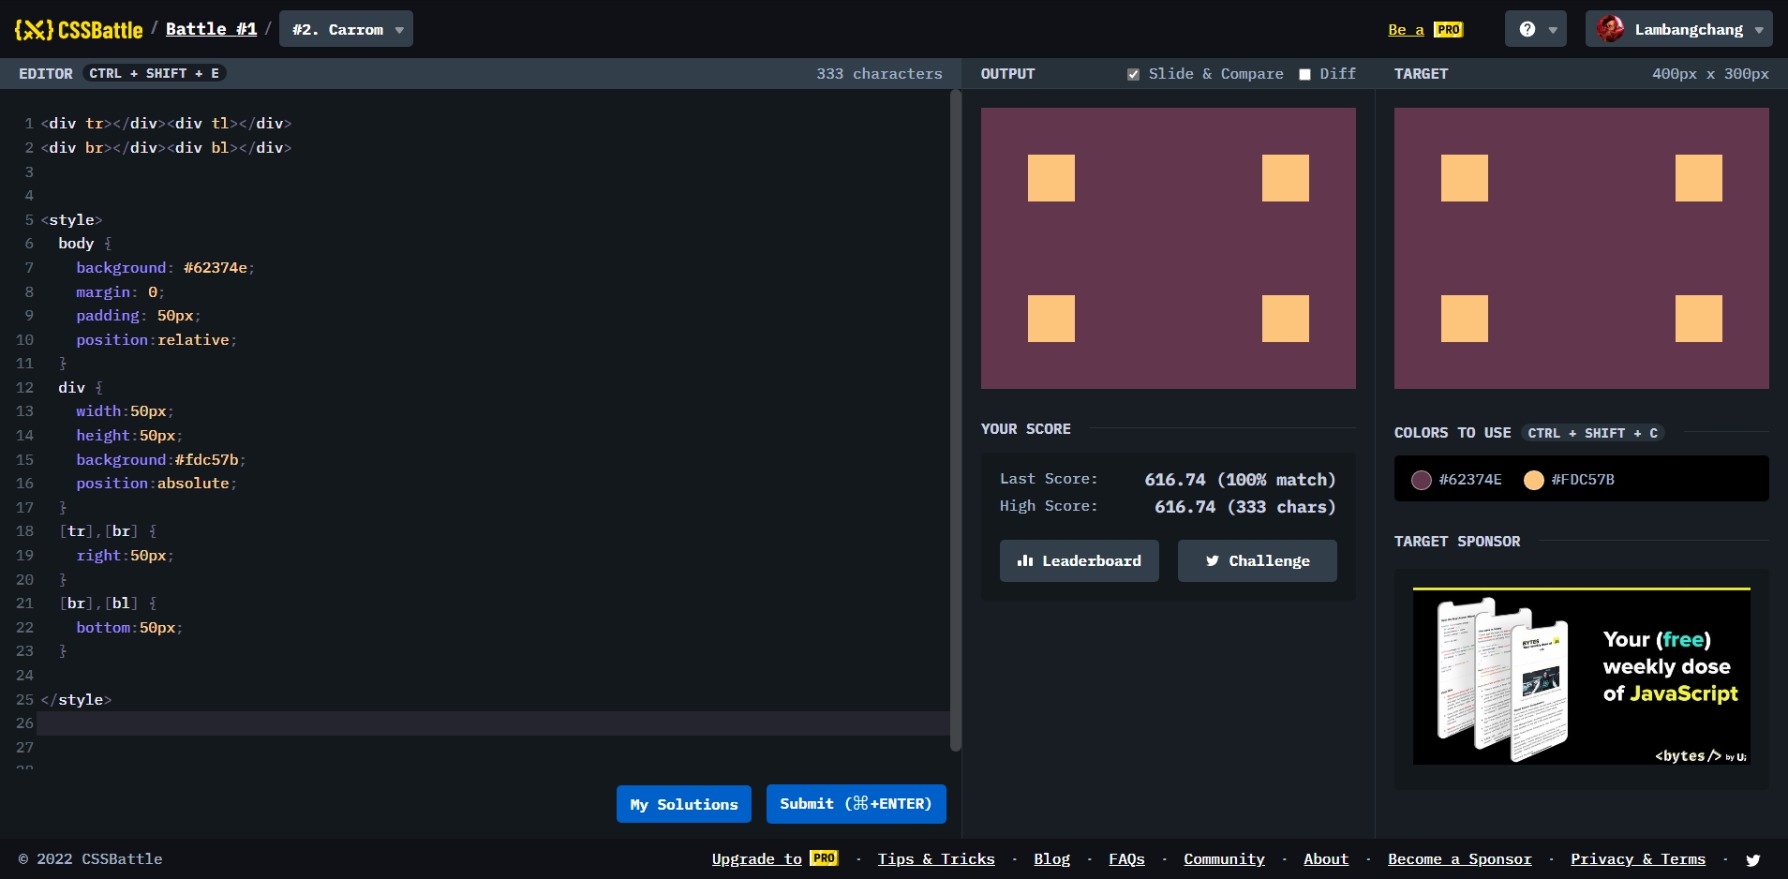 {X} CSSBattle / Battle #1 / #2. Carrom
Be a PRO
? Lambangchang
EDITOR CTRL + SHIFT + E 333 characters
1 <div tr></div><div tl></div>
2 <div br></div><div bl></div>
3
4
5 <style>
6 body {
7 background: #62374e;
8 margin: 0;
9 padding: 50px;
10 position:relative;
11 }
12 div {
13 width:50px;
14 height:50px;
15 background:#fdc57b;
16 position:absolute;
17 }
18 [tr],[br] {
19 right:50px;
20 }
21 [br],[bl] {
22 bottom:50px;
23 }
24
25 </style>
26
27
28
My Solutions
Submit (⌘+ENTER)
OUTPUT Slide & Compare Diff
YOUR SCORE
Last Score: 616.74 (100% match)
High Score: 616.74 (333 chars)
Leaderboard
Challenge
TARGET 400px x 300px
COLORS TO USE CTRL + SHIFT + C
#62374E #FDC57B
TARGET SPONSOR
Your (free)
weekly dose
of JavaScript
<bytes/> by U;
BYTES
© 2022 CSSBattle
Upgrade to PRO · Tips & Tricks · Blog · FAQs · Community · About · Become a Sponsor · Privacy & Terms ·